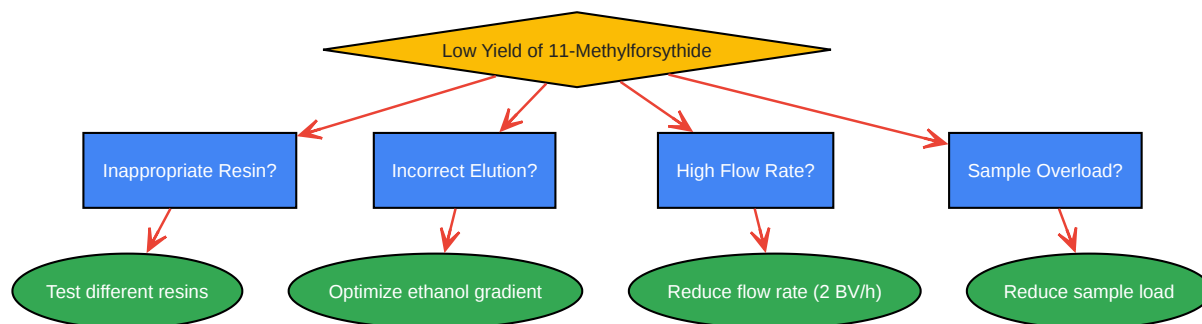 Low Yield of 11-Methylforsythide
Inappropriate Resin?
Incorrect Elution?
High Flow Rate?
Sample Overload?
Test different resins
Optimize ethanol gradient
Reduce flow rate (2 BV/h)
Reduce sample load